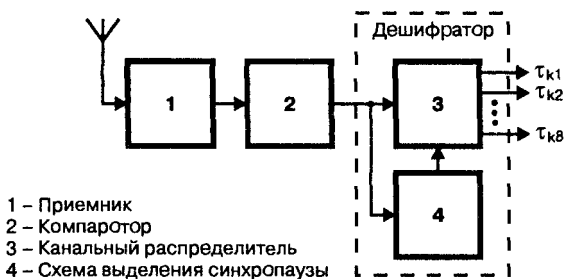 Дешифратор
1
2
3
4
τk1
τk2
τk8
1 – Приемник
2 – Компаротор
3 – Канальный распределитель
4 – Схема выделения синхропаузы